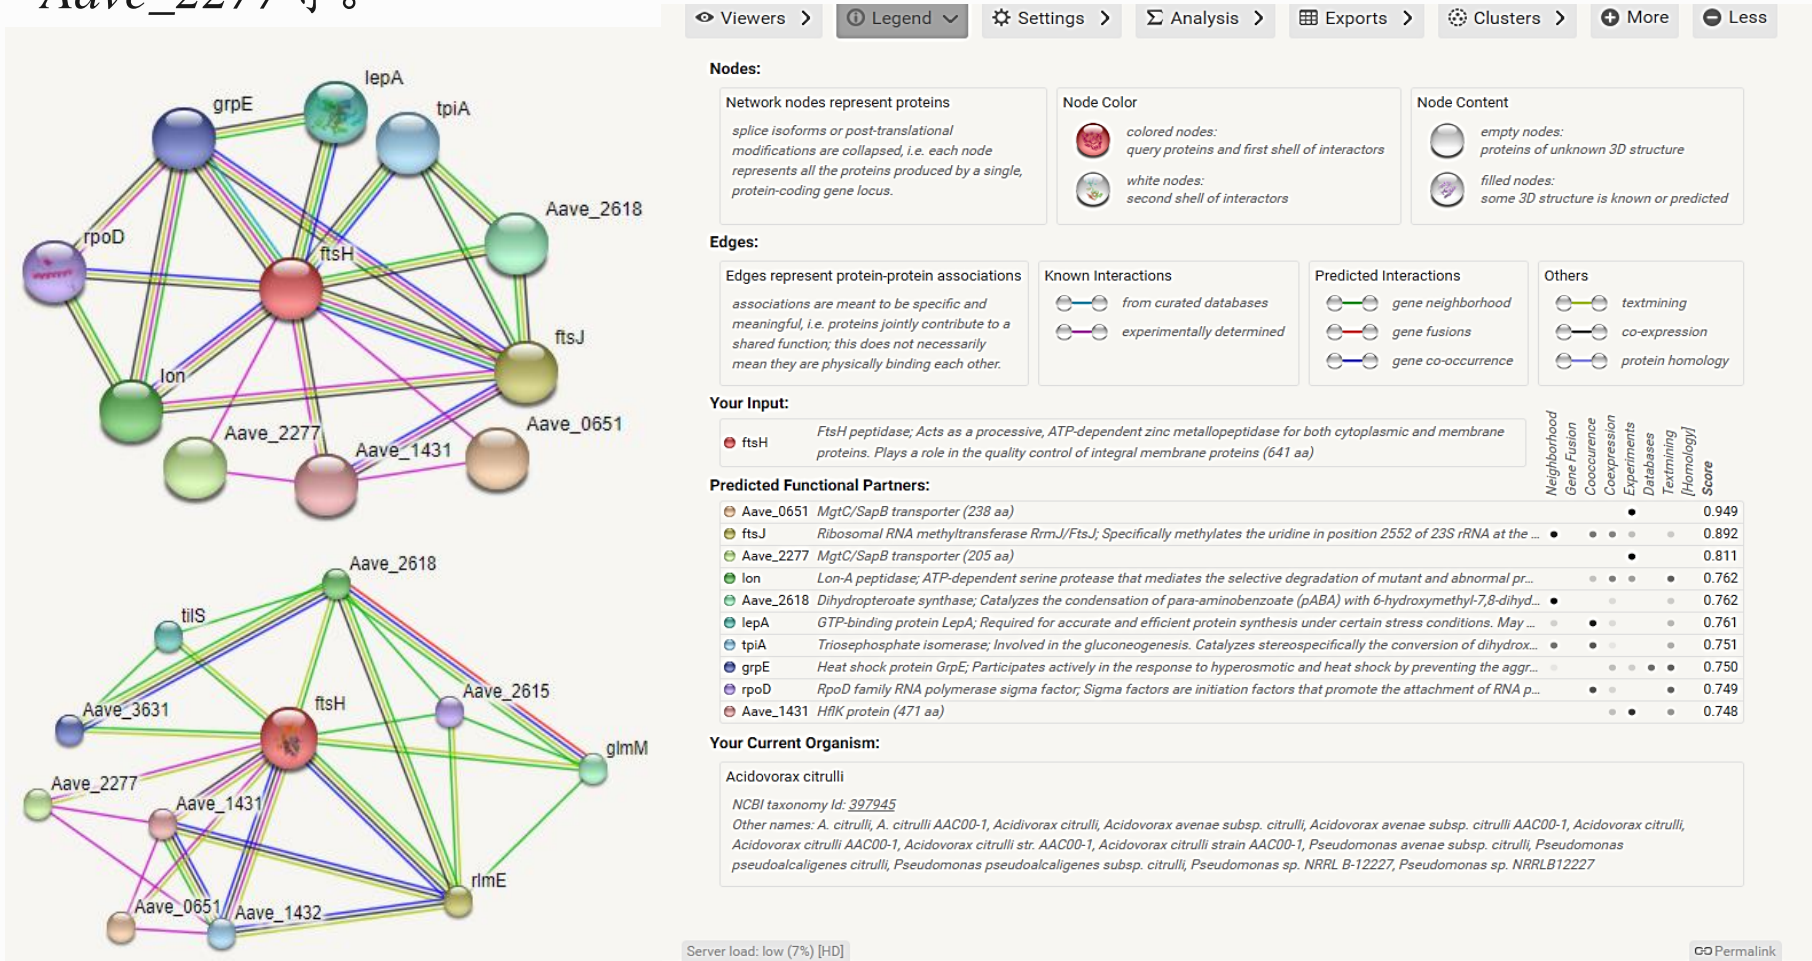 Aave_2277等。
Viewers
Legend
Settings
Analysis
Exports
Clusters
More
Less
lepA
grpE
tpiA
Aave_2618
rpoD
ftsH
ftsJ
lon
Aave_2277
Aave_0651
Aave_1431
Aave_2618
tilS
Aave_2615
ftsH
Aave_3631
glmM
Aave_2277
Aave_1431
rlmE
Aave_0651
Aave_1432
Nodes:
Network nodes represent proteins
splice isoforms or post-translational
modifications are collapsed, i.e. each node
represents all the proteins produced by a single,
protein-coding gene locus.
Node Color
colored nodes:
query proteins and first shell of interactors
white nodes:
second shell of interactors
Node Content
empty nodes:
proteins of unknown 3D structure
filled nodes:
some 3D structure is known or predicted
Edges:
Edges represent protein-protein associations
associations are meant to be specific and
meaningful, i.e. proteins jointly contribute to a
shared function; this does not necessarily
mean they are physically binding each other.
Known Interactions
from curated databases
experimentally determined
Predicted Interactions
gene neighborhood
gene fusions
gene co-occurrence
Others
textmining
co-expression
protein homology
Your Input:
ftsH
FtsH peptidase; Acts as a processive, ATP-dependent zinc metallopeptidase for both cytoplasmic and membrane
proteins. Plays a role in the quality control of integral membrane proteins (641 aa)
Neighborhood
Gene Fusion
Cooccurence
Coexpression
Experiments
Databases
Textmining
[Homology]
Score
Predicted Functional Partners:
Aave_0651 MgtC/SapB transporter (238 aa) 0.949
ftsJ Ribosomal RNA methyltransferase RrmJ/FtsJ; Specifically methylates the uridine in position 2552 of 23S rRNA at the ... 0.892
Aave_2277 MgtC/SapB transporter (205 aa) 0.811
lon Lon-A peptidase; ATP-dependent serine protease that mediates the selective degradation of mutant and abnormal pr... 0.762
Aave_2618 Dihydropteroate synthase; Catalyzes the condensation of para-aminobenzoate (pABA) with 6-hydroxymethyl-7,8-dihyd... 0.762
lepA GTP-binding protein LepA; Required for accurate and efficient protein synthesis under certain stress conditions. May ... 0.761
tpiA Triosephosphate isomerase; Involved in the gluconeogenesis. Catalyzes stereospecifically the conversion of dihydrox... 0.751
grpE Heat shock protein GrpE; Participates actively in the response to hyperosmotic and heat shock by preventing the aggr... 0.750
rpoD RpoD family RNA polymerase sigma factor; Sigma factors are initiation factors that promote the attachment of RNA p... 0.749
Aave_1431 HflK protein (471 aa) 0.748
Your Current Organism:
Acidovorax citrulli
NCBI taxonomy Id: 397945
Other names: A. citrulli, A. citrulli AAC00-1, Acidivorax citrulli, Acidovorax avenae subsp. citrulli, Acidovorax avenae subsp. citrulli AAC00-1, Acidovorax citrulli,
Acidovorax citrulli AAC00-1, Acidovorax citrulli str. AAC00-1, Acidovorax citrulli strain AAC00-1, Pseudomonas avenae subsp. citrulli, Pseudomonas
pseudoalcaligenes citrulli, Pseudomonas pseudoalcaligenes subsp. citrulli, Pseudomonas sp. NRRL B-12227, Pseudomonas sp. NRRLB12227
Server load: low (7%) [HD]
Permalink